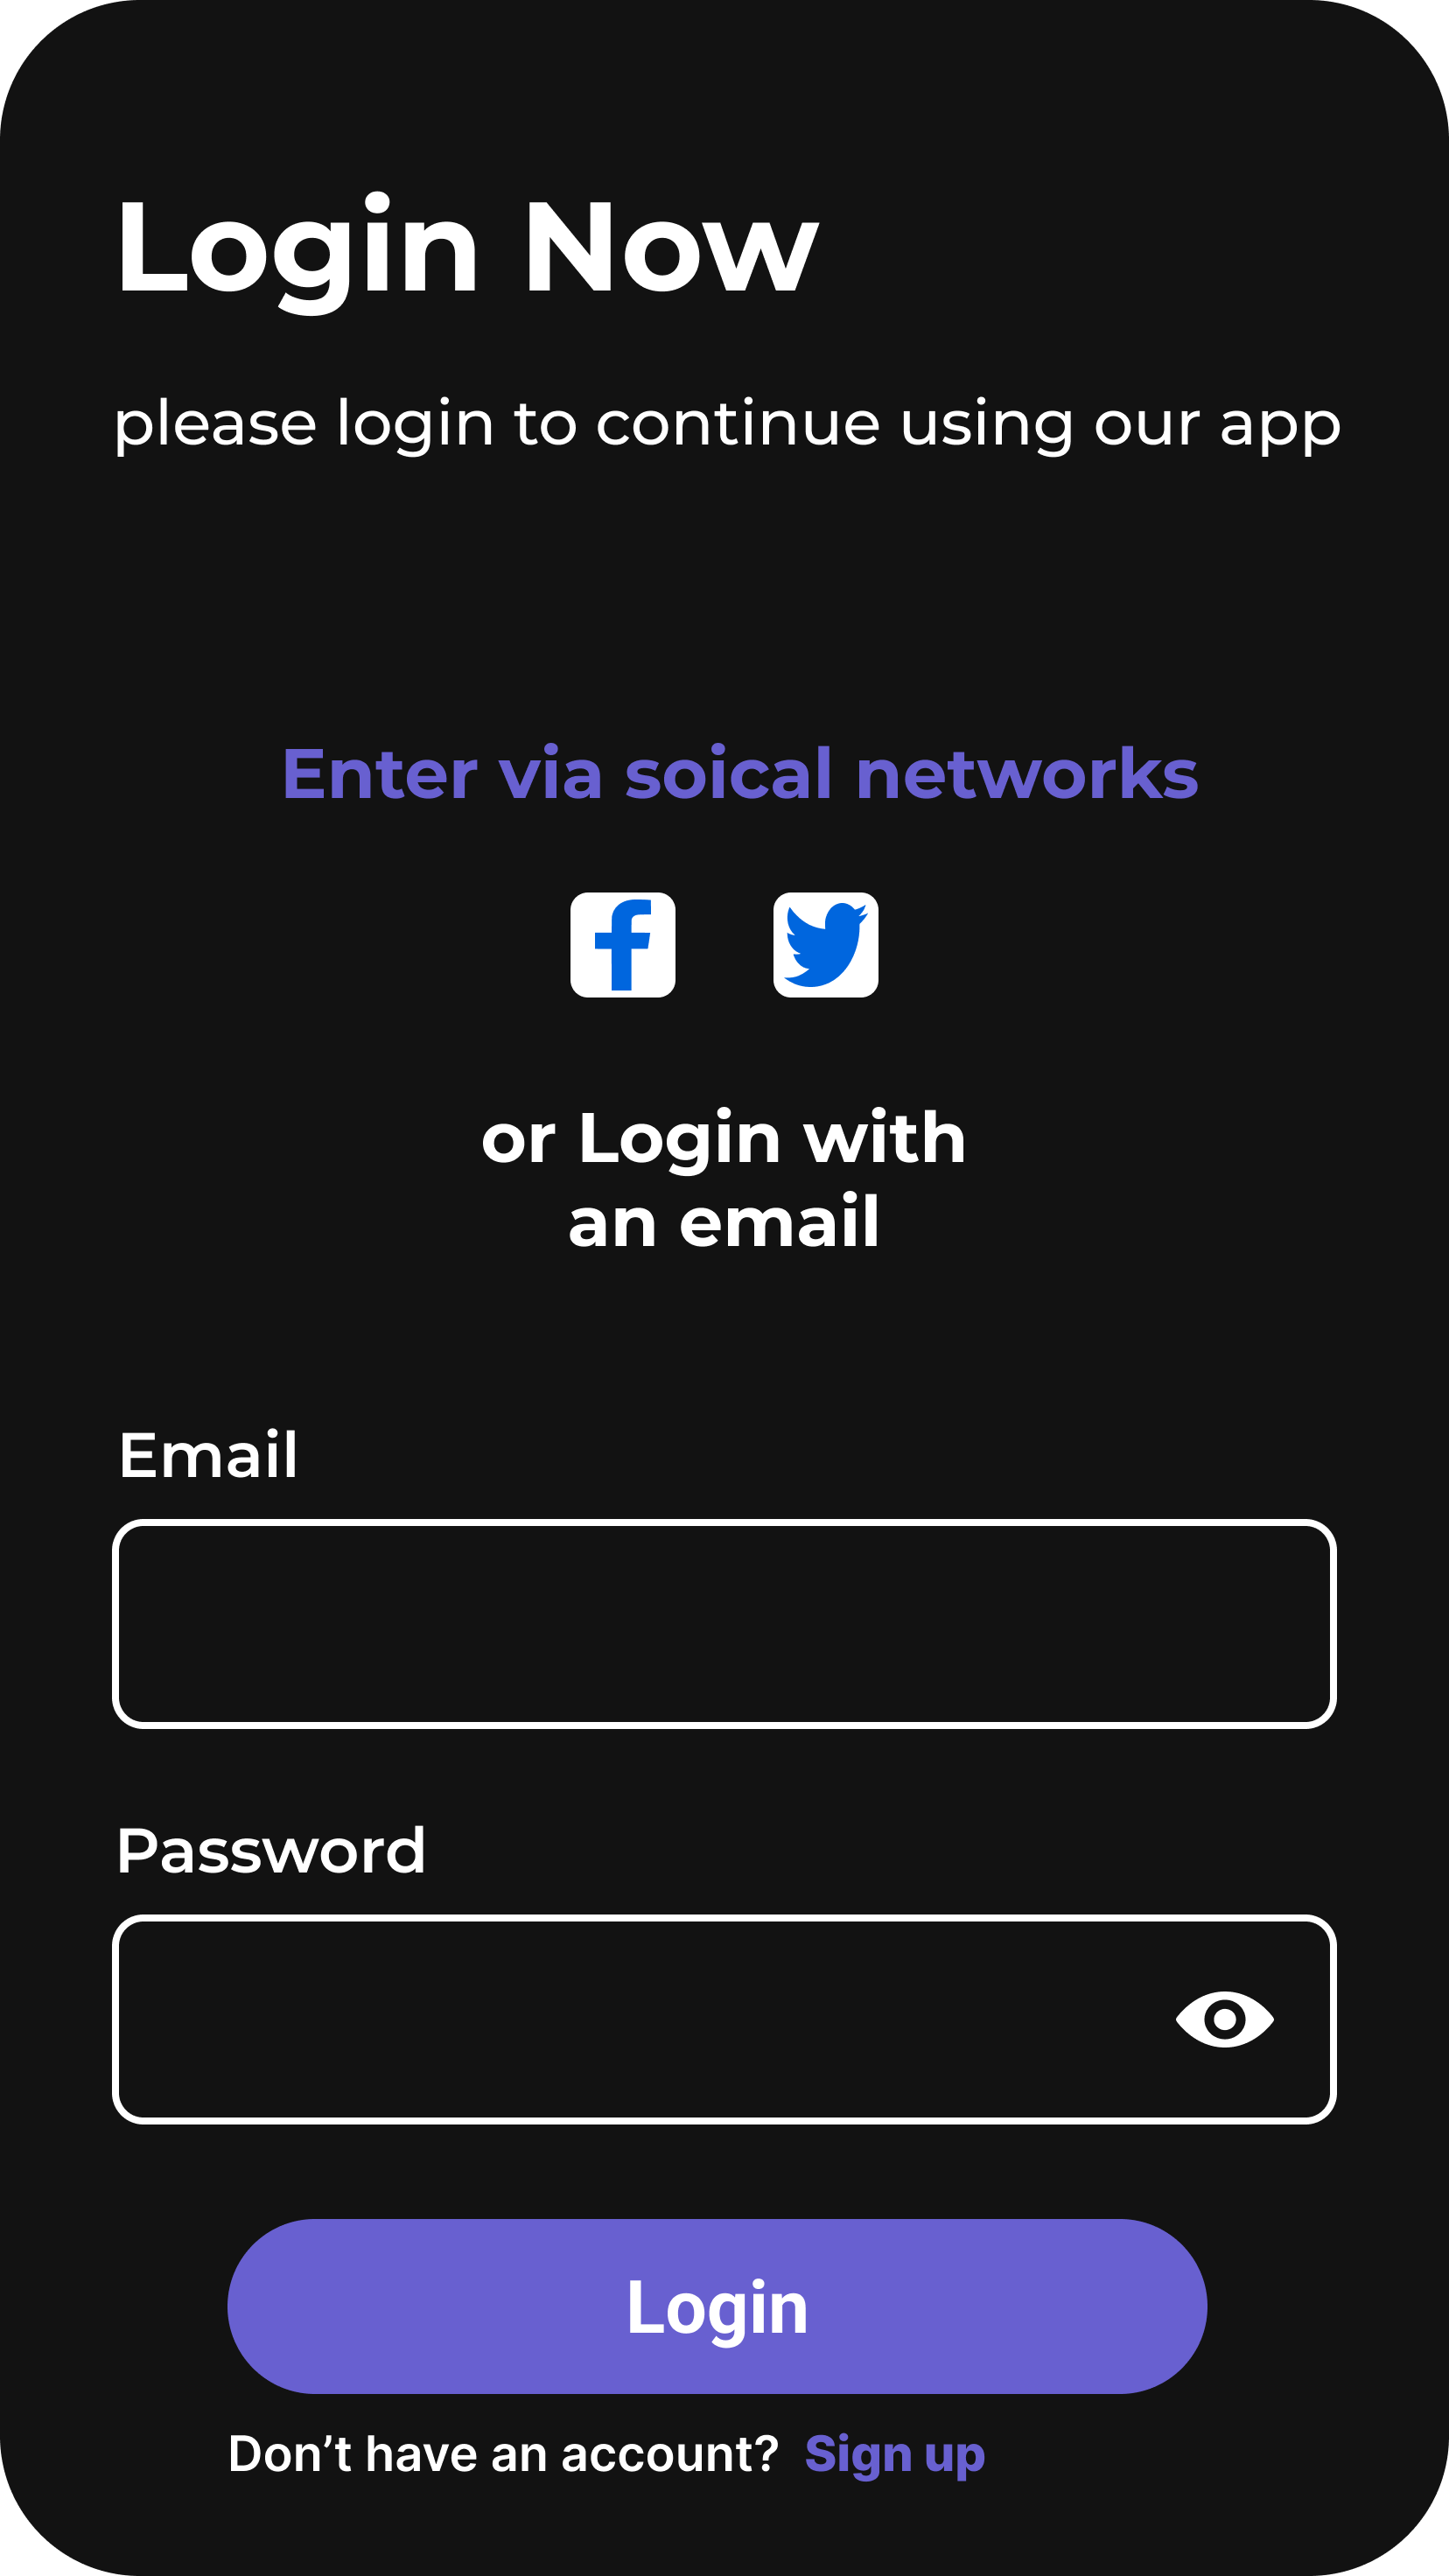 Login Now
please login to continue using our app
Enter via soical networks
or Login with
an email
Email
Password
Login
Don’t have an account? Sign up